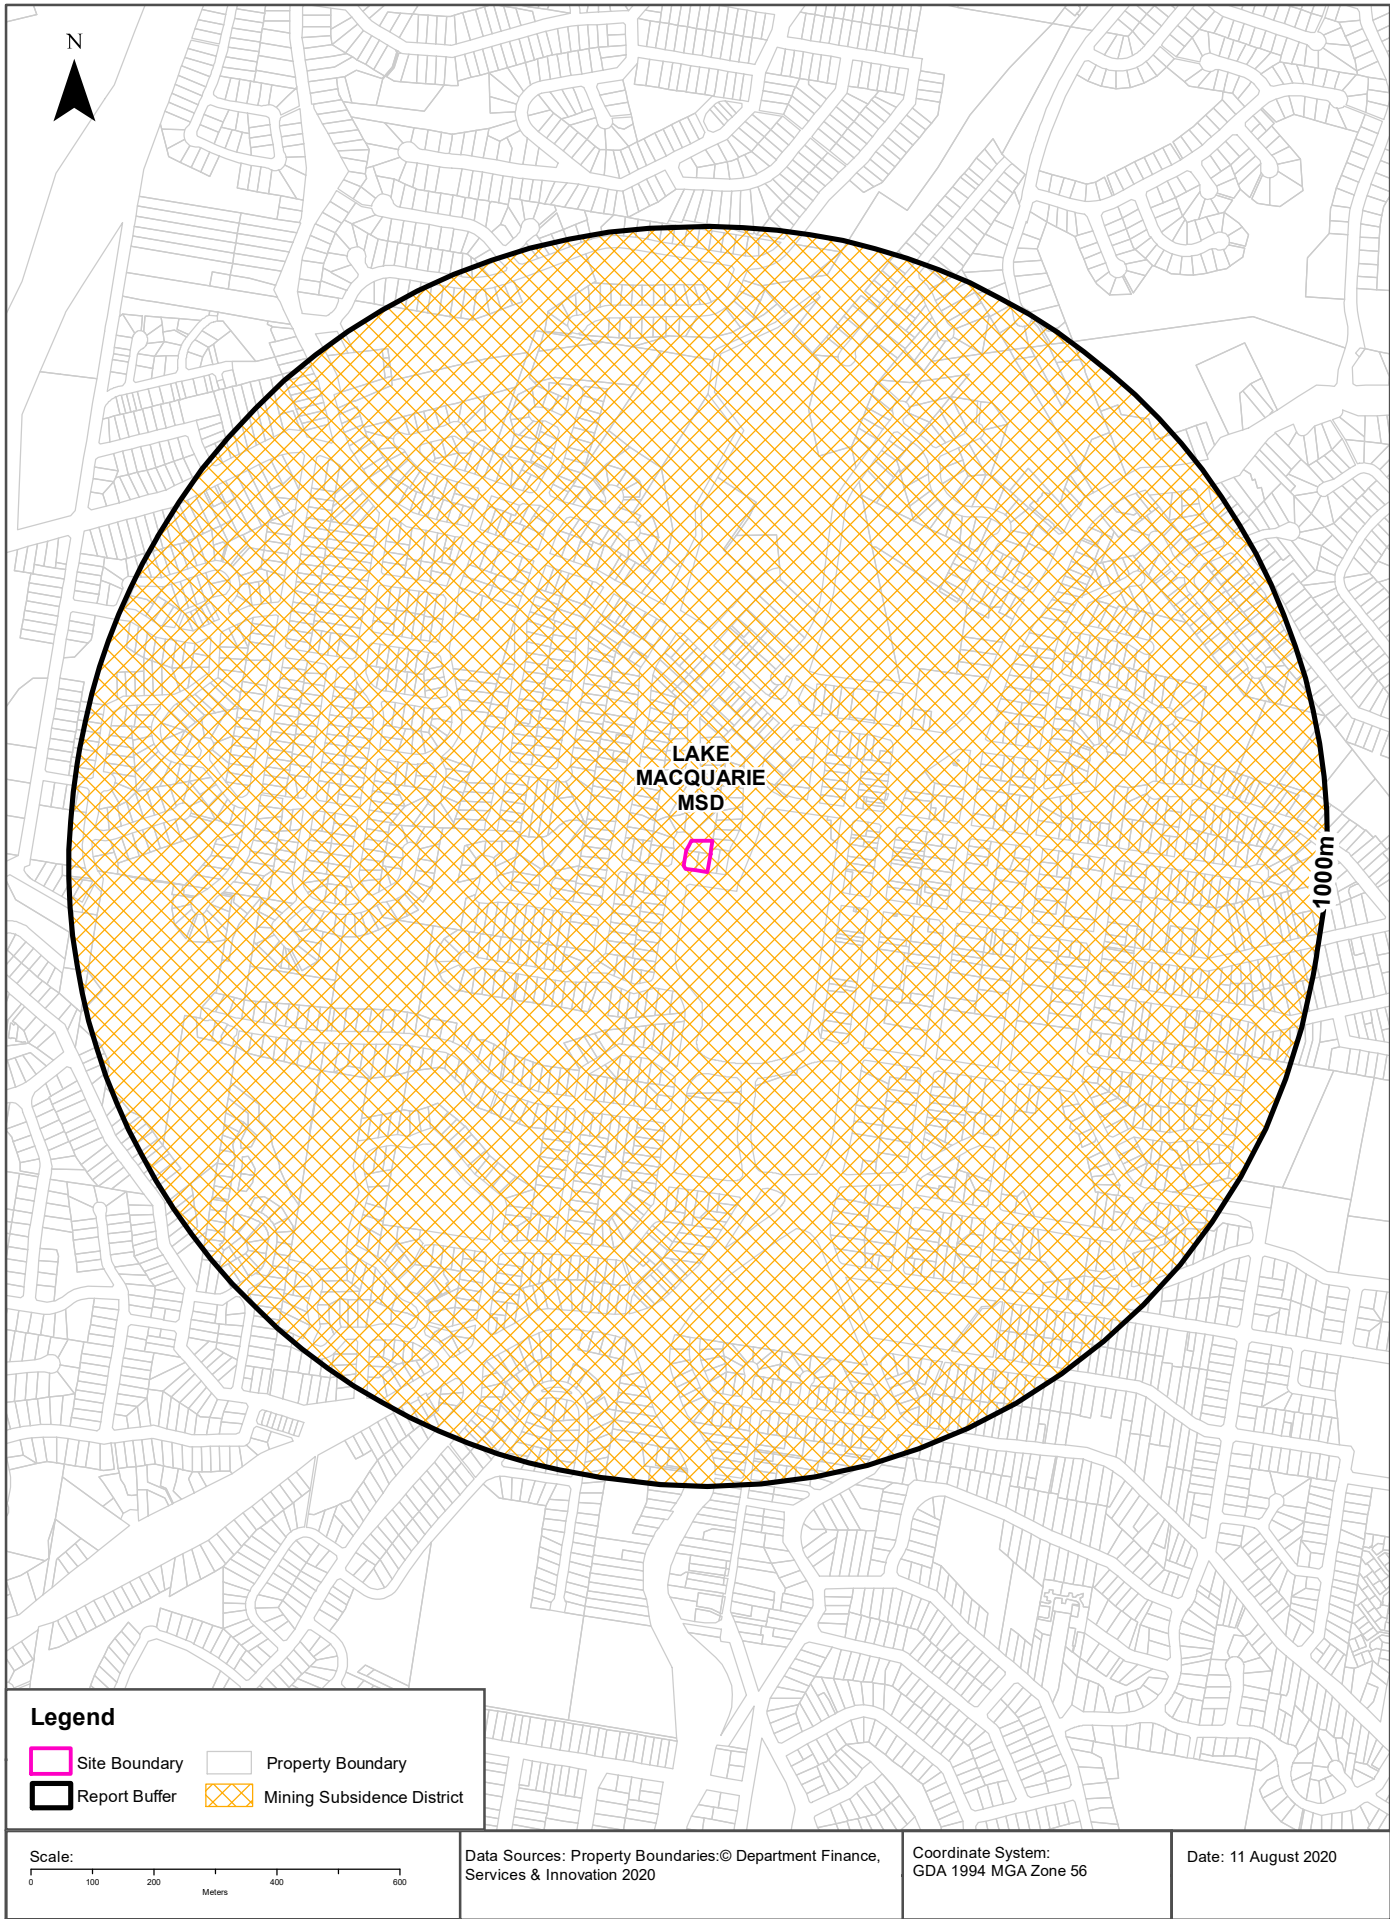 N
LAKE
MACQUARIE
MSD
1000m
Legend
Site Boundary
Property Boundary
Report Buffer
Mining Subsidence District
Scale:
0 100 200 400 600
Meters
Data Sources: Property Boundaries:© Department Finance,
Services & Innovation 2020
Coordinate System:
GDA 1994 MGA Zone 56
Date: 11 August 2020